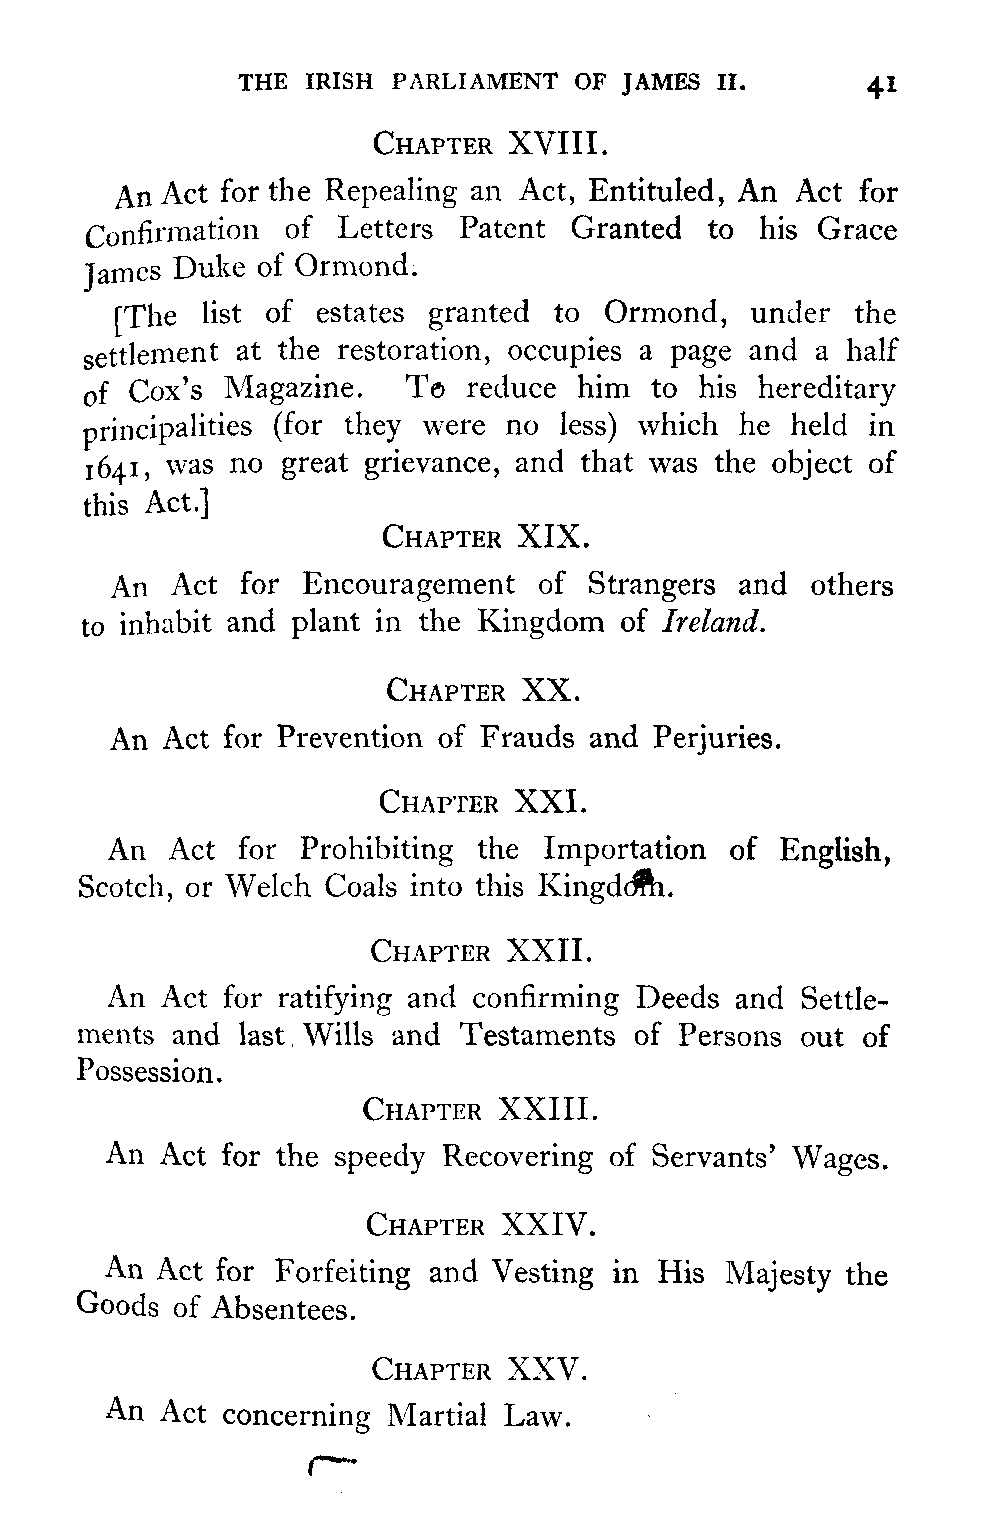 THE IRISH PARLIAMENT OF JAMES II. 41
CHAPTER XVIII.
An Act for the Repealing an Act, Entituled, An Act for
Confirmation of Letters Patent Granted to his Grace
James Duke of Ormond.
[The list of estates granted to Ormond, under the
settlement at the restoration, occupies a page and a half
of Cox's Magazine. To reduce him to his hereditary
principalities (for they were no less) which he held in
1641, was no great grievance, and that was the object of
this Act.]
CHAPTER XIX.
An Act for Encouragement of Strangers and others
to inhabit and plant in the Kingdom of Ireland.
CHAPTER XX.
An Act for Prevention of Frauds and Perjuries.
CHAPTER XXI.
An Act for Prohibiting the Importation of English,
Scotch, or Welch Coals into this Kingdom.
CHAPTER XXII.
An Act for ratifying and confirming Deeds and Settle-
ments and last Wills and Testaments of Persons out of
Possession.
CHAPTER XXIII.
An Act for the speedy Recovering of Servants' Wages.
CHAPTER XXIV.
An Act for Forfeiting and Vesting in His Majesty the
Goods of Absentees.
CHAPTER XXV.
An Act concerning Martial Law.